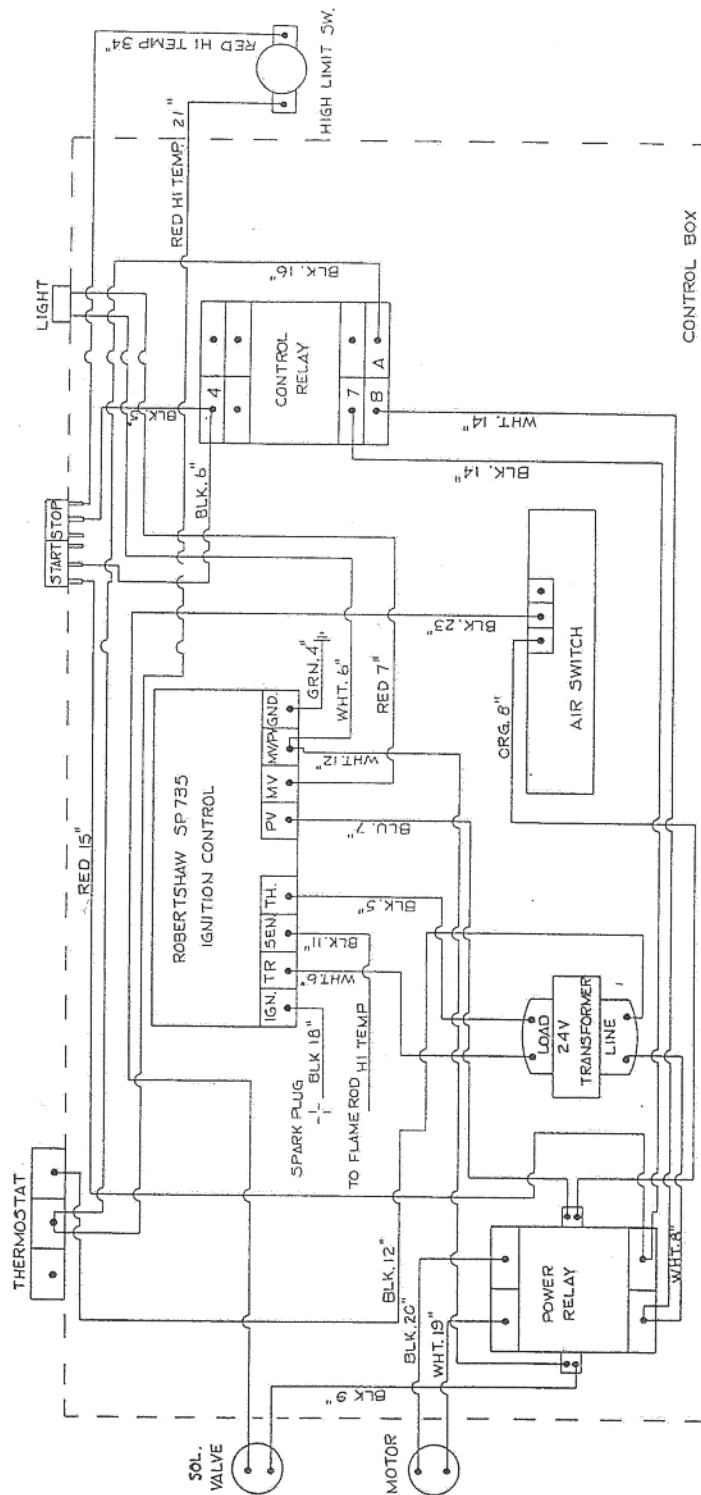 RED HI TEMP 34"
HIGH LIMIT SW.
RED HI TEMP. 21"
LIGHT
BLK. 16"
BLK. 5"
4
CONTROL
RELAY
7
A
8
CONTROL BOX
START
STOP
BLK. 6"
WHT. 14"
BLK. 14"
BLK. 23"
GRN. 4"
WHT. 6"
RED 7"
ORG. 8"
AIR SWITCH
RED 15"
ROBERTSHAW SP 735
IGNITION CONTROL
IGN.
TR
SEN.
TH.
PV
MV
MV/PV
GND.
WHT. 12"
BLU. 7"
BLK. 5"
BLK. 11"
WHT. 6"
SPARK PLUG
BLK 18"
TO FLAME ROD HI TEMP
LOAD
24V
TRANSFORMER
LINE
THERMOSTAT
BLK. 12"
BLK. 20"
WHT. 19"
POWER
RELAY
WHT. 8"
BLK 9"
SOL.
VALVE
MOTOR